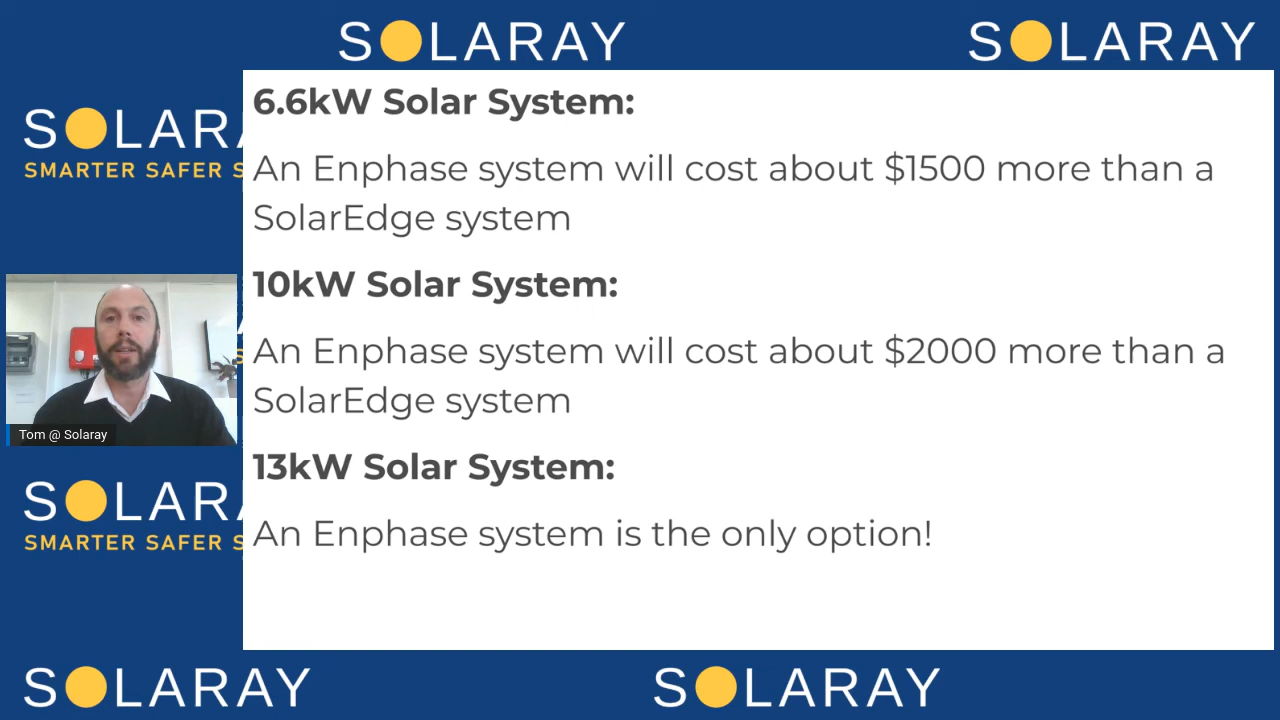 SOLARAY
SOLARAY
SOLARA
SMARTER SAFER S
6.6kW Solar System:
An Enphase system will cost about $1500 more than a
SolarEdge system
10kW Solar System:
An Enphase system will cost about $2000 more than a
SolarEdge system
13kW Solar System:
An Enphase system is the only option!
Tom @ Solaray
SOLARA
SMARTER SAFER S
SOLARAY
SOLARAY